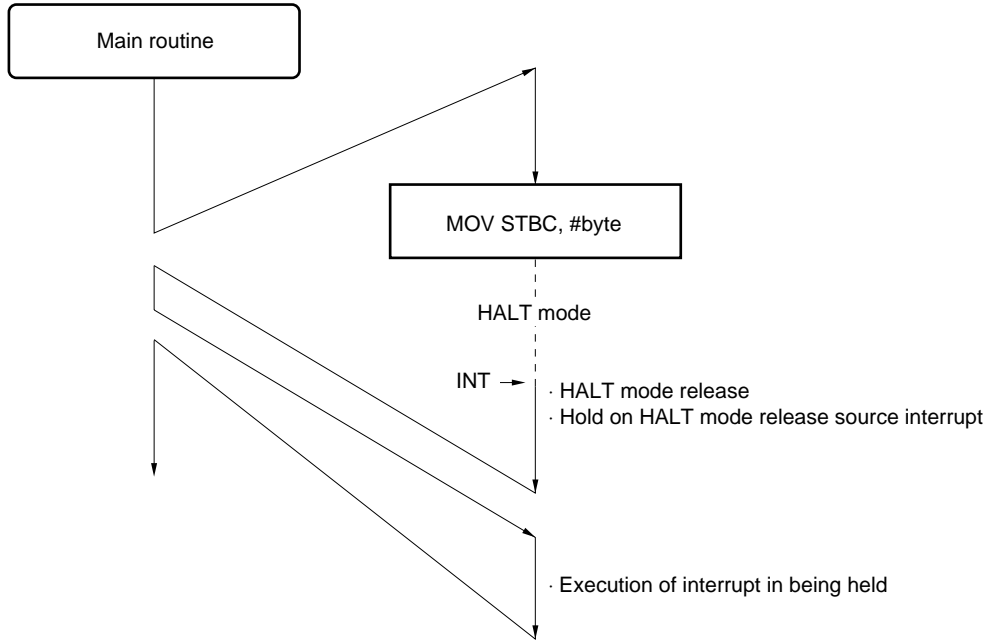 Main routine
MOV STBC, #byte
HALT mode
INT
· HALT mode release
· Hold on HALT mode release source interrupt
· Execution of interrupt in being held